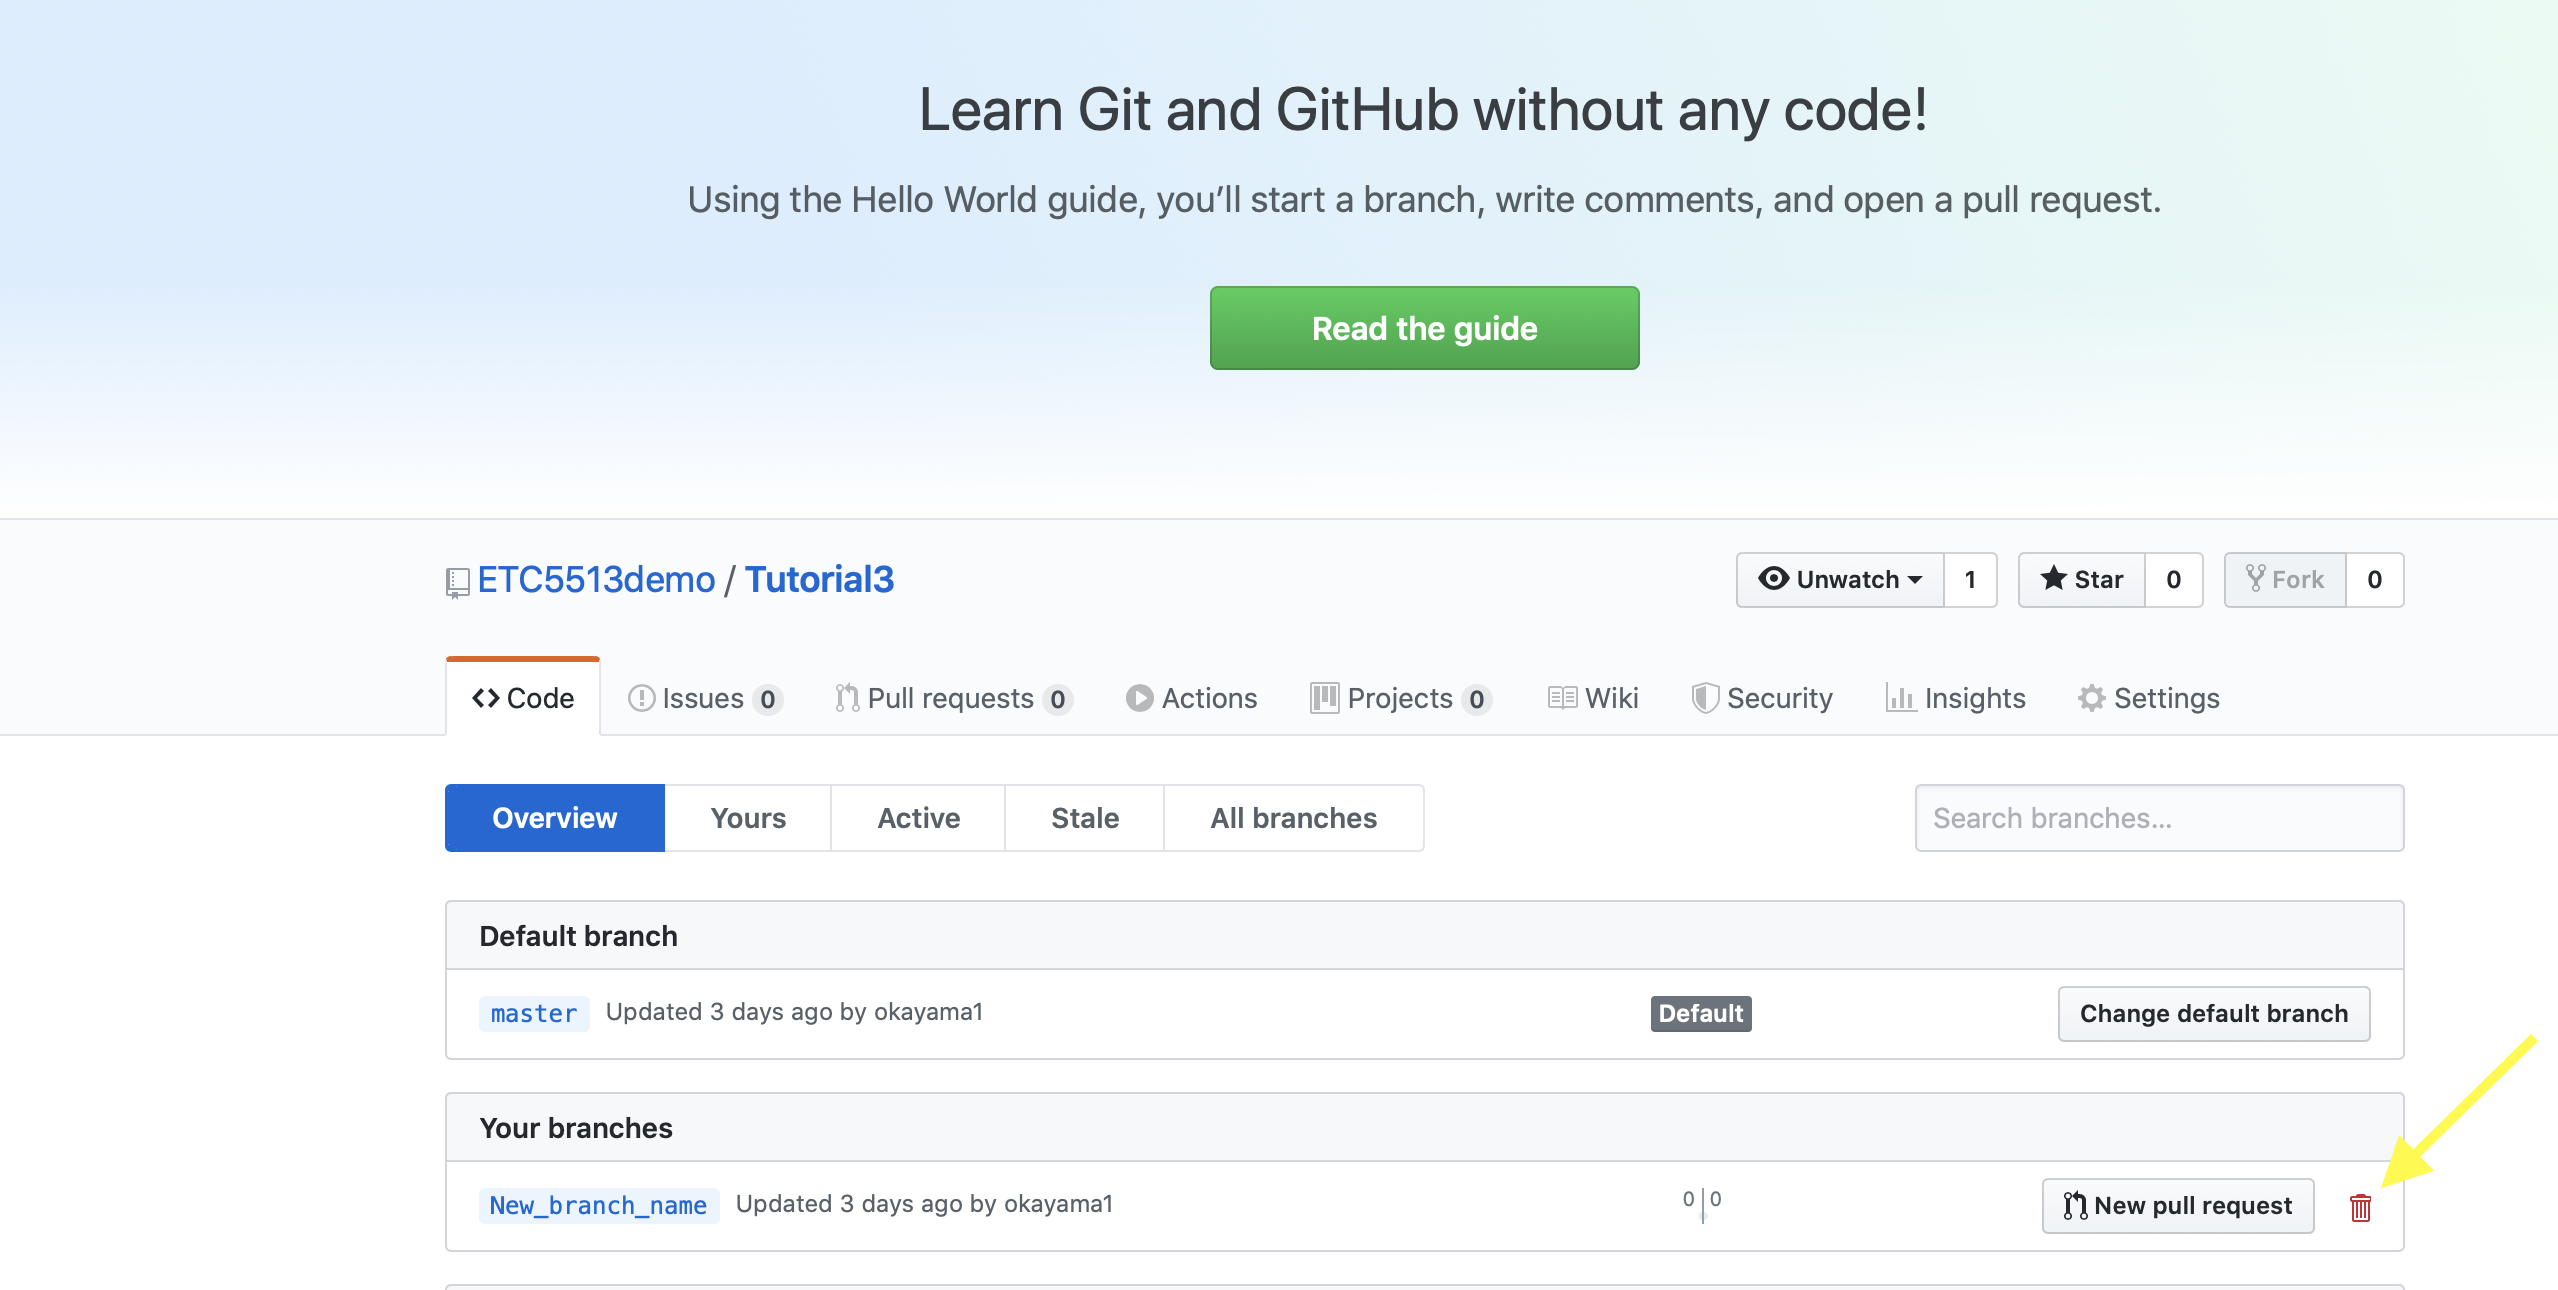 Learn Git and GitHub without any code!
Using the Hello World guide, you’ll start a branch, write comments, and open a pull request.
Read the guide
ETC5513demo / Tutorial3
Unwatch 1 Star 0 Fork 0
Code Issues 0 Pull requests 0 Actions Projects 0 Wiki Security Insights Settings
Overview Yours Active Stale All branches Search branches...
Default branch
master Updated 3 days ago by okayama1 Default Change default branch
Your branches
New_branch_name Updated 3 days ago by okayama1 0 | 0 New pull request